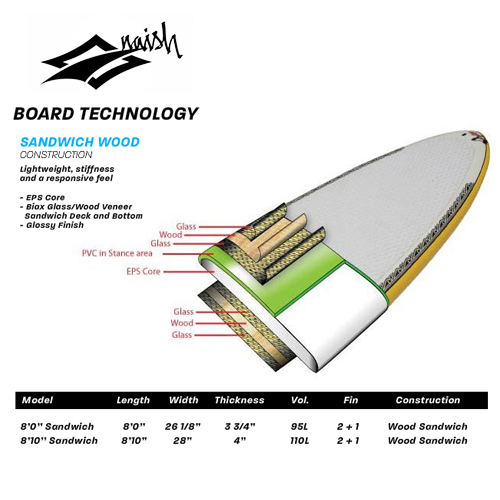 naish
BOARD TECHNOLOGY
SANDWICH WOOD
CONSTRUCTION
Lightweight, stiffness
and a responsive feel
- EPS Core
- Biax Glass/Wood Veneer
Sandwich Deck and Bottom
- Glossy Finish
Glass
Wood
Glass
PVC in Stance area
EPS Core
Glass
Wood
Glass
Model Length Width Thickness Vol. Fin Construction
8'0" Sandwich 8'0" 26 1/8" 3 3/4" 95L 2 + 1 Wood Sandwich
8'10" Sandwich 8'10" 28" 4" 110L 2 + 1 Wood Sandwich